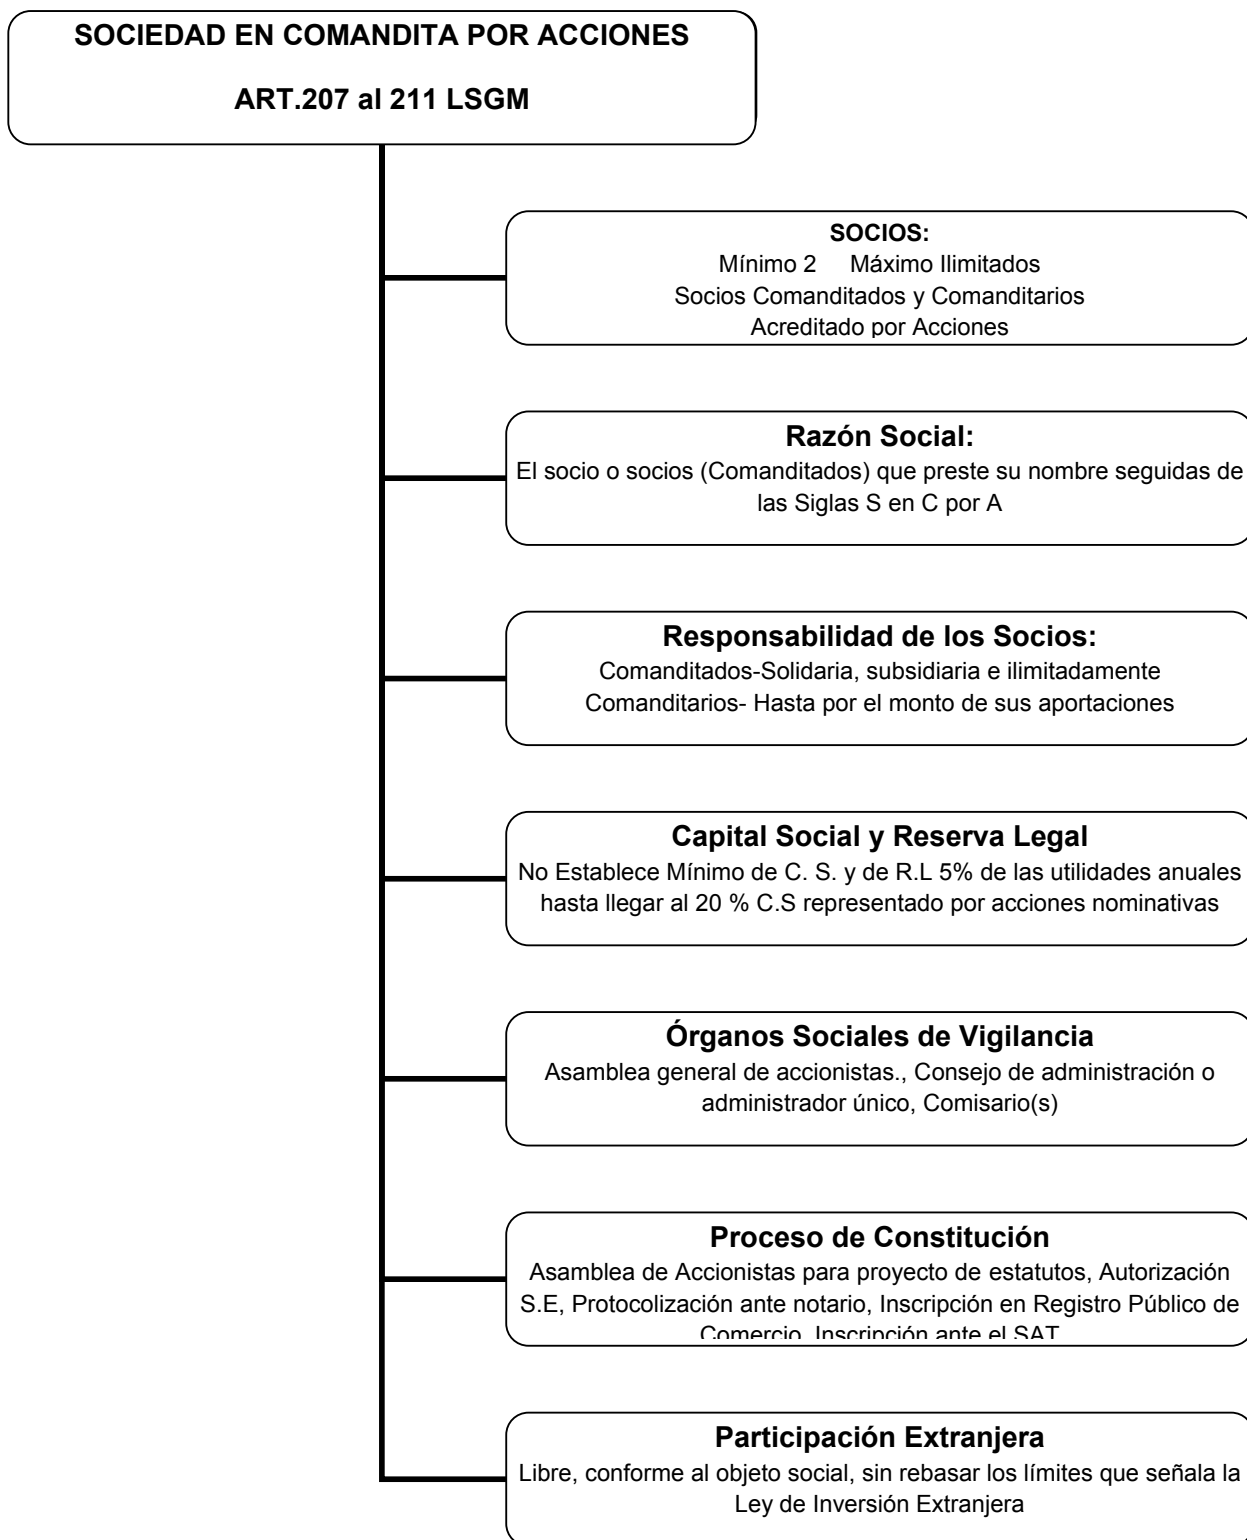 SOCIEDAD EN COMANDITA POR ACCIONES
ART.207 al 211 LSGM
SOCIOS:
Mínimo 2 Máximo Ilimitados
Socios Comanditados y Comanditarios
Acreditado por Acciones
Razón Social:
El socio o socios (Comanditados) que preste su nombre seguidas de
las Siglas S en C por A
Responsabilidad de los Socios:
Comanditados-Solidaria, subsidiaria e ilimitadamente
Comanditarios- Hasta por el monto de sus aportaciones
Capital Social y Reserva Legal
No Establece Mínimo de C. S. y de R.L 5% de las utilidades anuales
hasta llegar al 20 % C.S representado por acciones nominativas
Órganos Sociales de Vigilancia
Asamblea general de accionistas., Consejo de administración o
administrador único, Comisario(s)
Proceso de Constitución
Asamblea de Accionistas para proyecto de estatutos, Autorización
S.E, Protocolización ante notario, Inscripción en Registro Público de
Comercio, Inscripción ante el SAT
Participación Extranjera
Libre, conforme al objeto social, sin rebasar los límites que señala la
Ley de Inversión Extranjera